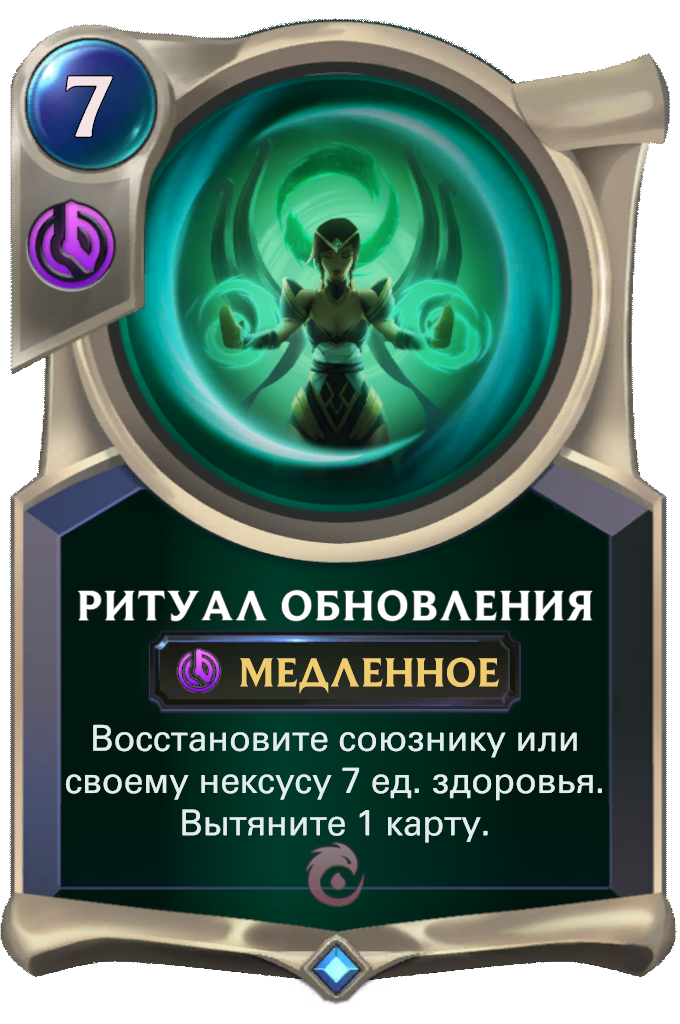 7
РИТУАЛ ОБНОВЛЕНИЯ
МЕДЛЕННОЕ
Восстановите союзнику или
своему нексусу 7 ед. здоровья.
Вытяните 1 карту.